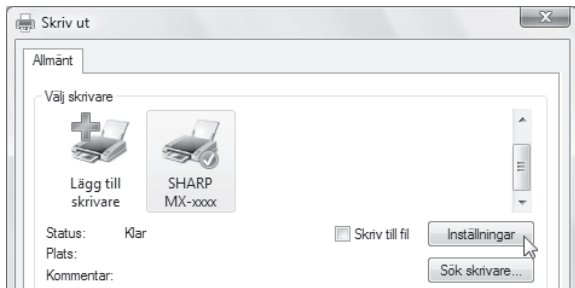 Skriv ut
Allmänt
Välj skrivare
Lägg till
skrivare
SHARP
MX-xxxx
Status: Klar
Skriv till fil
Inställningar
Plats:
Kommentar:
Sök skrivare...